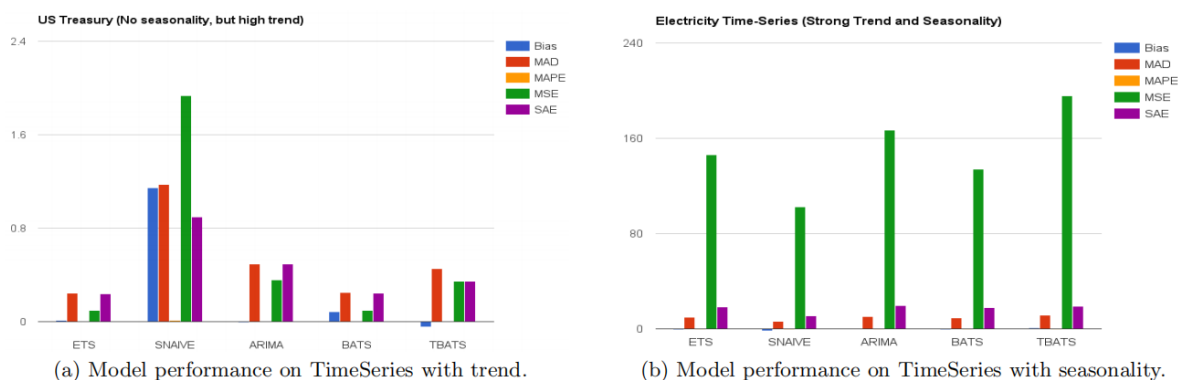 US Treasury (No seasonality, but high trend)
2.4
1.6
0.8
0
ETS SNAIVE ARIMA BATS TBATS
Bias
MAD
MAPE
MSE
SAE
(a) Model performance on TimeSeries with trend.
Electricity Time-Series (Strong Trend and Seasonality)
240
160
80
0
ETS SNAIVE ARIMA BATS TBATS
Bias
MAD
MAPE
MSE
SAE
(b) Model performance on TimeSeries with seasonality.